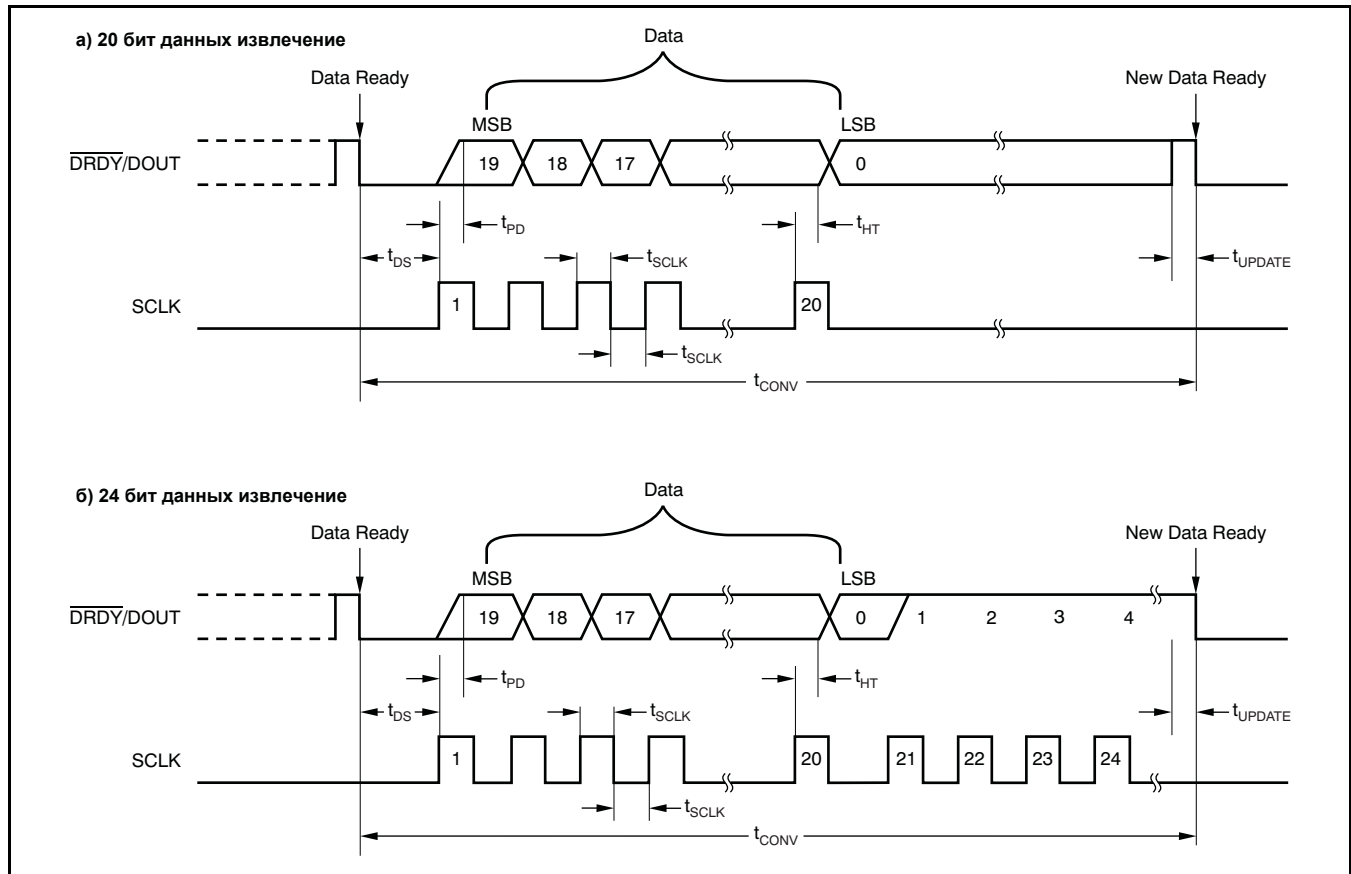 а) 20 бит данных извлечение
Data
Data Ready
New Data Ready
MSB
LSB
DRDY/DOUT
19
18
17
0
tPD
tHT
tDS
tSCLK
tUPDATE
SCLK
1
20
tSCLK
tCONV
б) 24 бит данных извлечение
Data
Data Ready
New Data Ready
MSB
LSB
DRDY/DOUT
19
18
17
0
1
2
3
4
tPD
tHT
tDS
tSCLK
tUPDATE
SCLK
1
20
21
22
23
24
tSCLK
tCONV